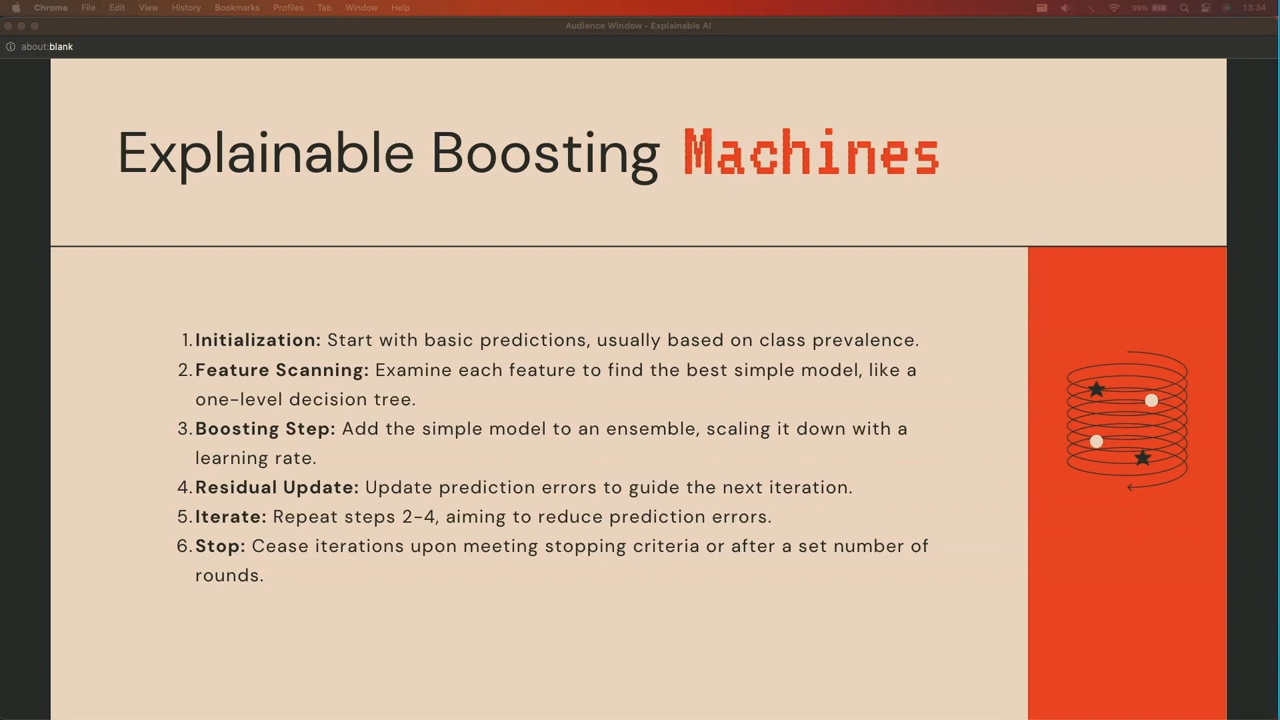 Chrome File Edit View History Bookmarks Profiles Tab Window Help 99% 13:34
Audience Window - Explainable AI
about:blank
Explainable Boosting Machines
1. Initialization: Start with basic predictions, usually based on class prevalence.
2. Feature Scanning: Examine each feature to find the best simple model, like a
one-level decision tree.
3. Boosting Step: Add the simple model to an ensemble, scaling it down with a
learning rate.
4. Residual Update: Update prediction errors to guide the next iteration.
5. Iterate: Repeat steps 2-4, aiming to reduce prediction errors.
6. Stop: Cease iterations upon meeting stopping criteria or after a set number of
rounds.